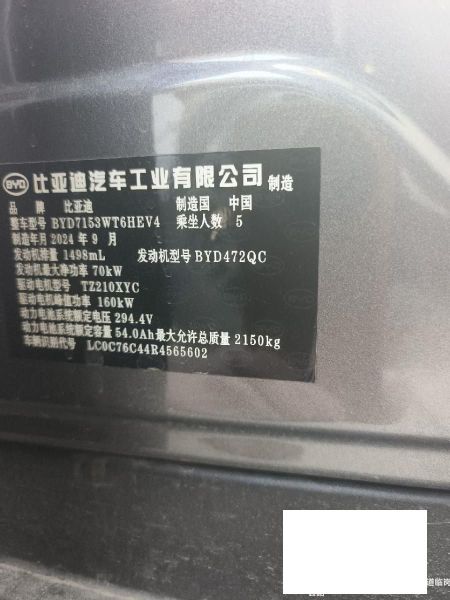 BYD 比亚迪汽车工业有限公司 制造
品 牌 比亚迪 制造国 中国
整车型号 BYD7153WT6HEV4 乘坐人数 5
制造年月 2024 年 9 月
发动机排量 1498mL 发动机型号 BYD472QC
发动机最大净功率 70kW
驱动电机型号 TZ210XYC
驱动电机峰值功率 160kW
动力电池系统额定电压 294.4V
动力电池系统额定容量 54.0Ah 最大允许总质量 2150kg
车辆识别代号 LC0C76C44R4565602
道临岗